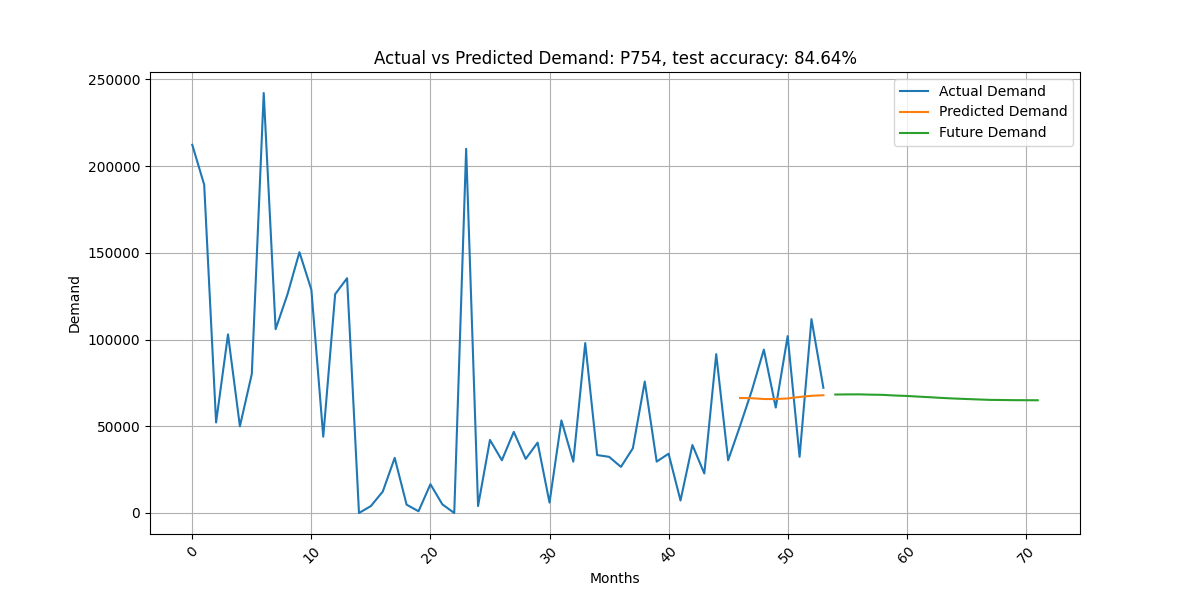 Actual vs Predicted Demand: P754, test accuracy: 84.64%
250000
200000
150000
100000
50000
0
Demand
Actual Demand
Predicted Demand
Future Demand
0
10
20
30
40
50
60
70
Months